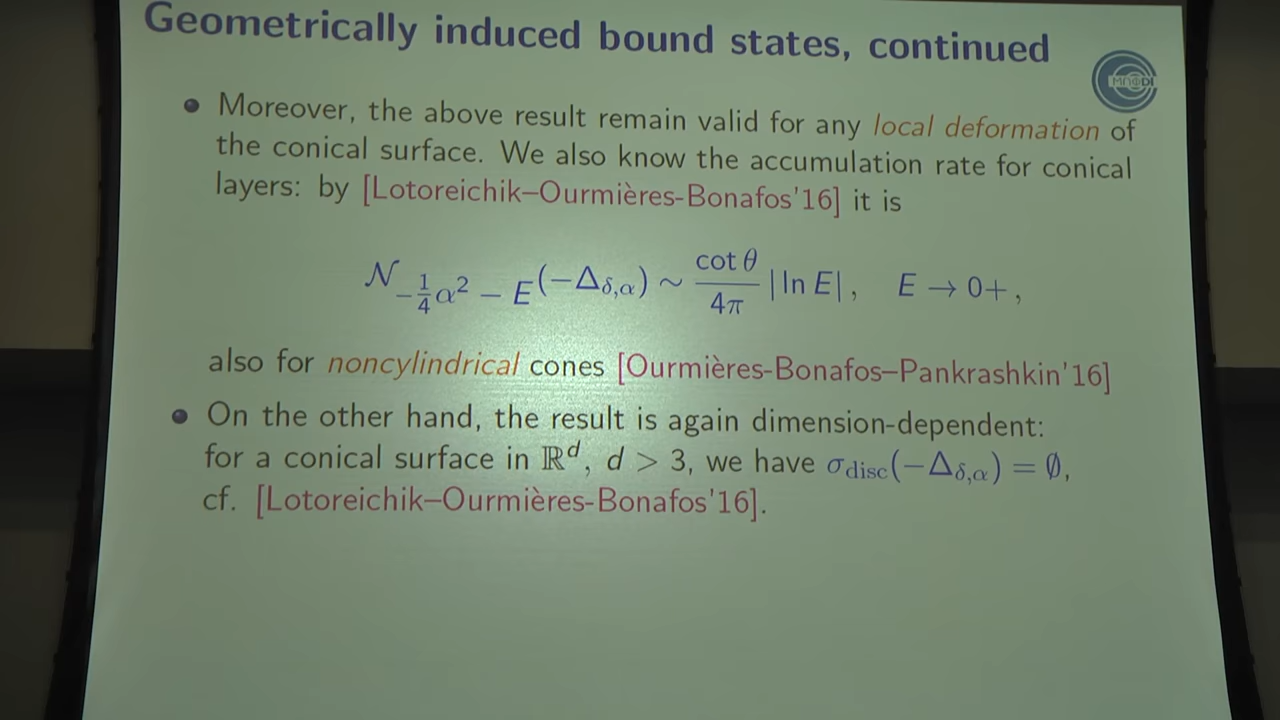 Geometrically induced bound states, continued
МЛФDI
Moreover, the above result remain valid for any local deformation of
the conical surface. We also know the accumulation rate for conical
layers: by [Lotoreichik–Ourmières-Bonafos'16] it is
𝒩_{-¼α² − E}(−Δ_{δ,α}) ∼ cot θ / 4π |ln E|, E → 0+,
also for noncylindrical cones [Ourmières-Bonafos–Pankrashkin'16]
On the other hand, the result is again dimension-dependent:
for a conical surface in ℝ^d, d > 3, we have σ_disc(−Δ_{δ,α}) = ∅,
cf. [Lotoreichik–Ourmières-Bonafos'16].